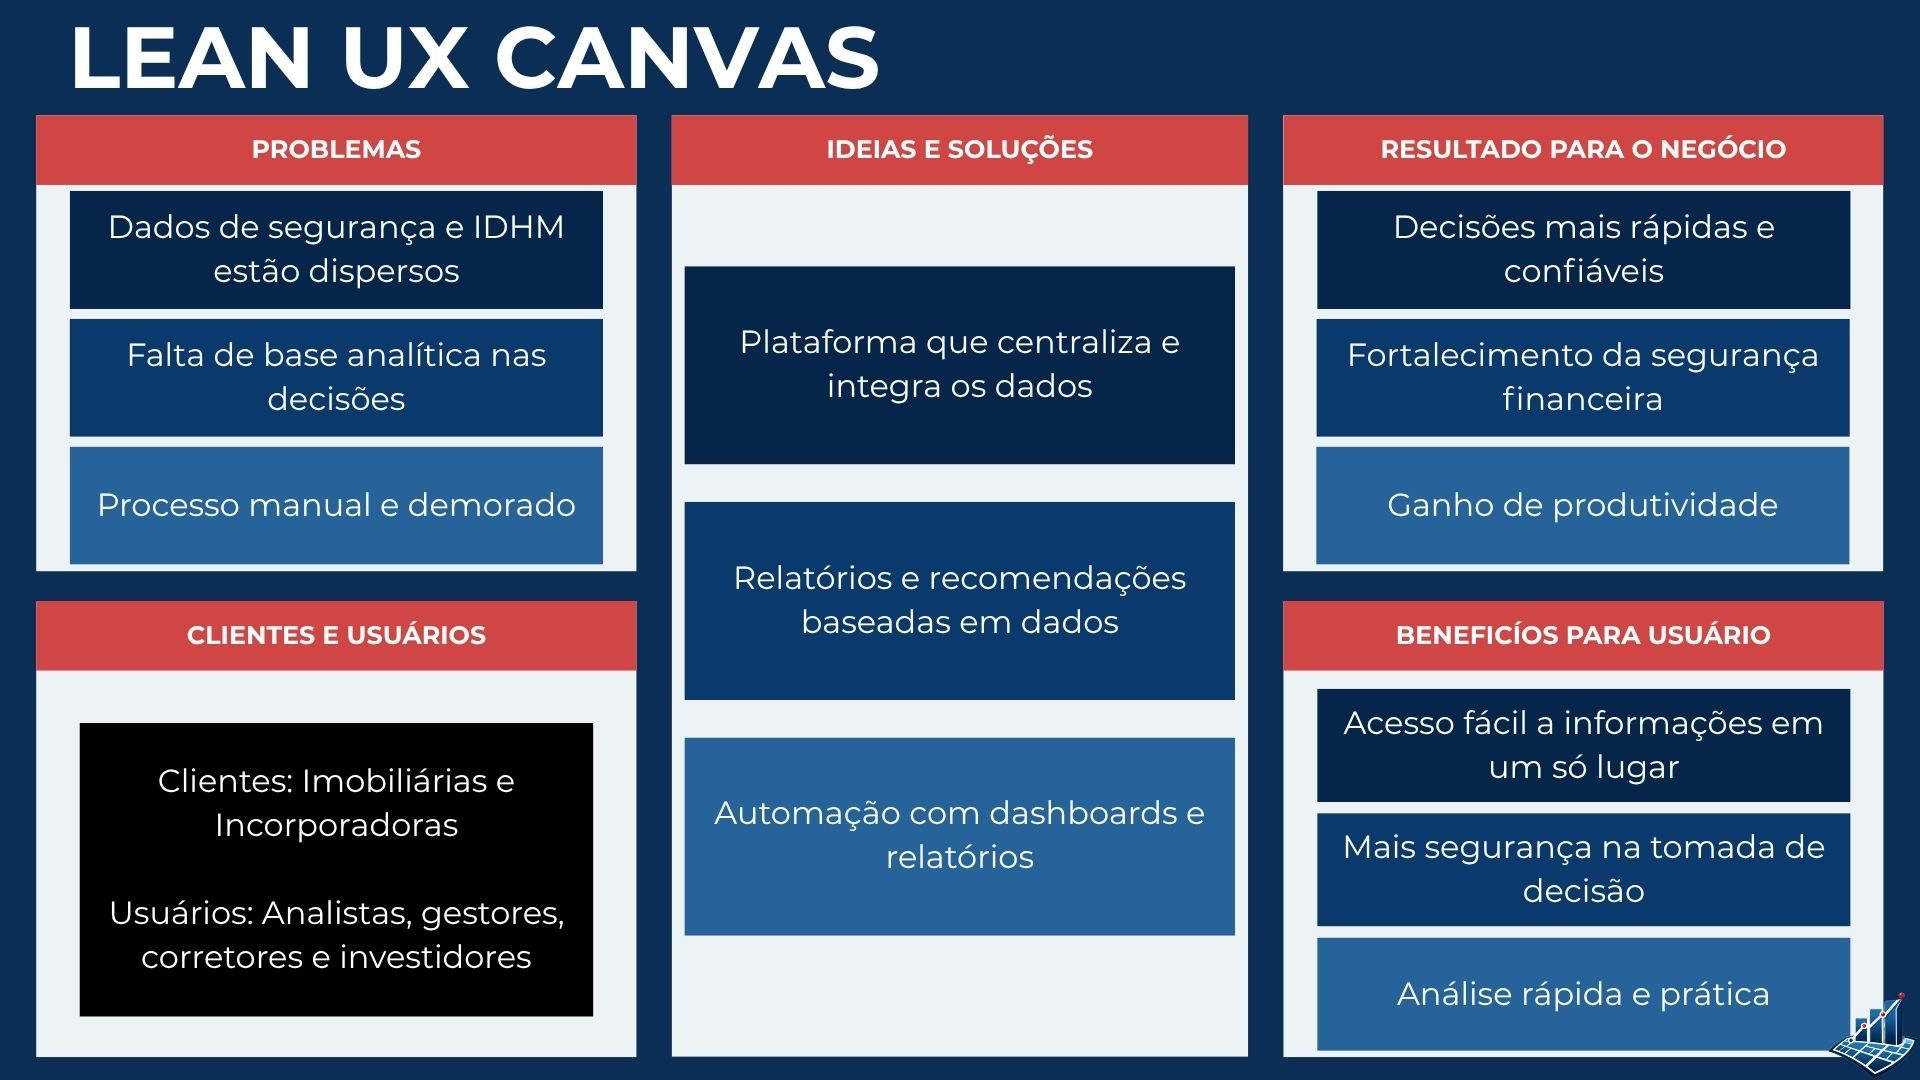 LEAN UX CANVAS
PROBLEMAS
Dados de segurança e IDHM
estão dispersos
Falta de base analítica nas
decisões
Processo manual e demorado
CLIENTES E USUÁRIOS
Clientes: Imobiliárias e
Incorporadoras
Usuários: Analistas, gestores,
corretores e investidores
IDEIAS E SOLUÇÕES
Plataforma que centraliza e
integra os dados
Relatórios e recomendações
baseadas em dados
Automação com dashboards e
relatórios
RESULTADO PARA O NEGÓCIO
Decisões mais rápidas e
confiáveis
Fortalecimento da segurança
financeira
Ganho de produtividade
BENEFICÍOS PARA USUÁRIO
Acesso fácil a informações em
um só lugar
Mais segurança na tomada de
decisão
Análise rápida e prática